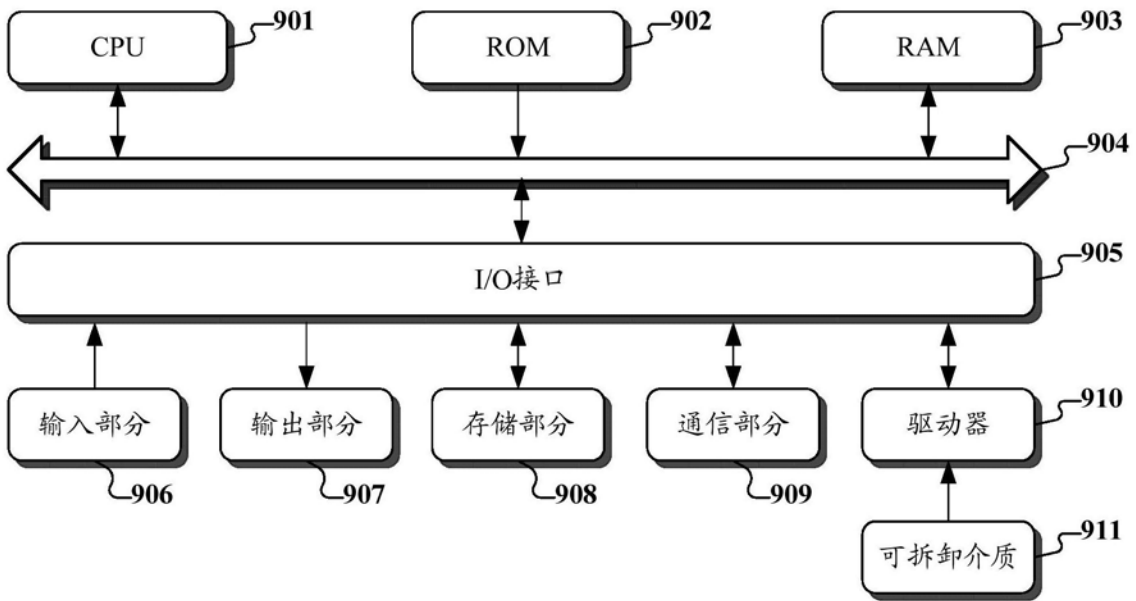 CPU 901
ROM 902
RAM 903
904
I/O接口 905
输入部分 906
输出部分 907
存储部分 908
通信部分 909
驱动器 910
可拆卸介质 911